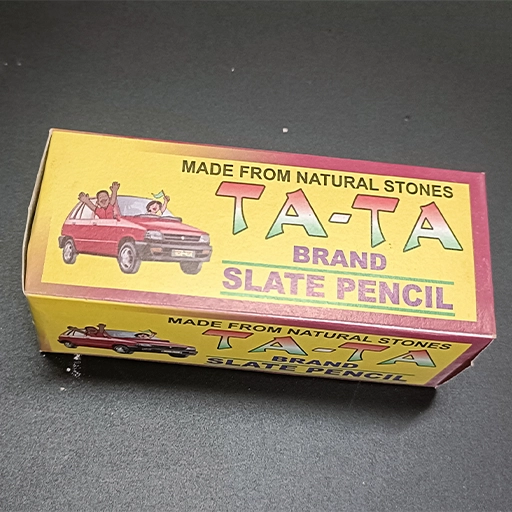 MADE FROM NATURAL STONES
TA-TA
BRAND
SLATE PENCIL
MADE FROM NATURAL STONES
TA-TA
BRAND
SLATE PENCIL